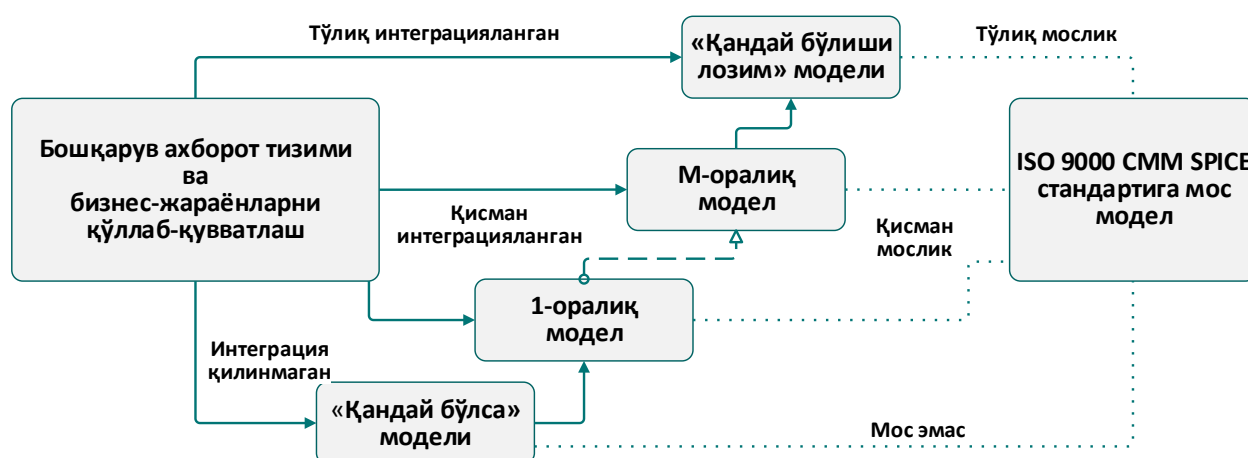 Тўлиқ интеграцияланган
«Қандай бўлиши
лозим» модели
Тўлиқ мослик
Бошқарув ахборот тизими
ва
бизнес-жараёнларни
қўллаб-қувватлаш
М-оралиқ
модел
ISO 9000 CMM SPICE
стандартига мос
модел
Қисман
интеграцияланган
Қисман
мослик
1-оралиқ
модел
Интеграция
қилинмаган
«Қандай бўлса»
модели
Мос эмас